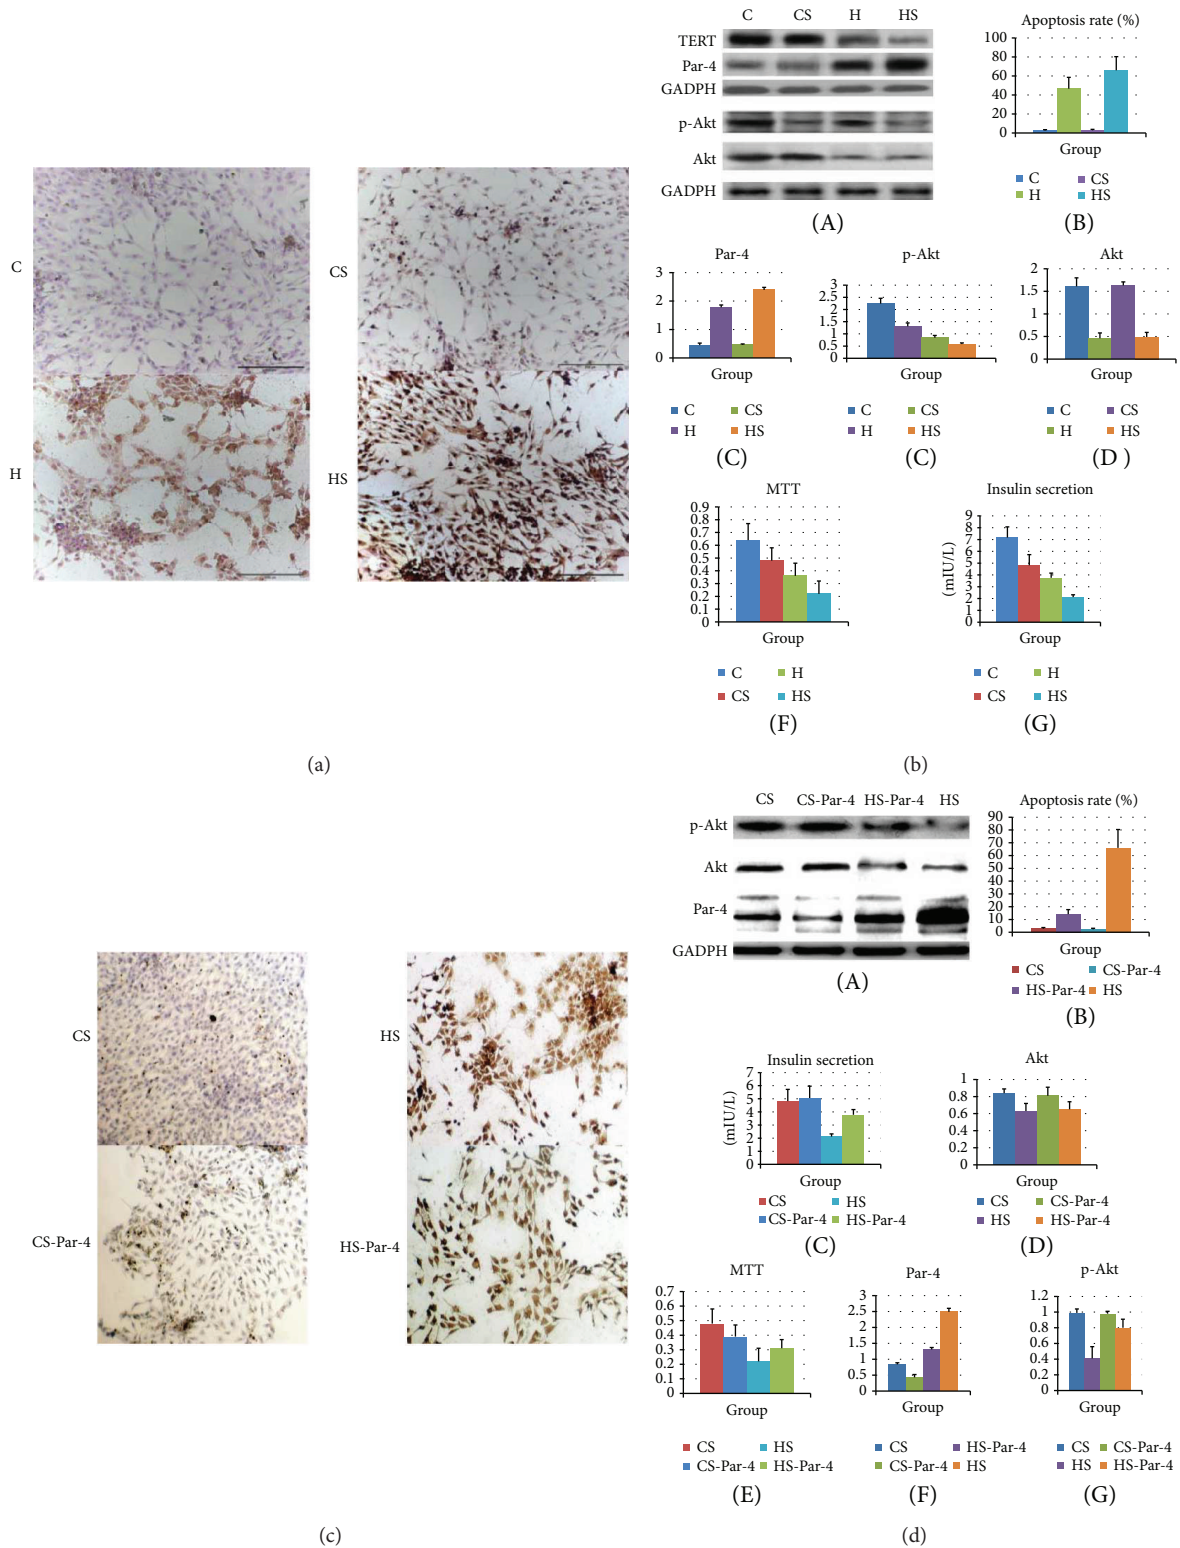 C
CS
H
HS
(a)
C CS H HS
TERT
Par-4
GADPH
p-Akt
Akt
GADPH
(A)
Apoptosis rate (%)
100
80
60
40
20
0
Group
C CS
H HS
(B)
Par-4
3
2
1
0
Group
C CS
H HS
(C)
p-Akt
3
2.5
2
1.5
1
0.5
0
Group
C CS
H HS
(C)
Akt
2
1.5
1
0.5
0
Group
C CS
H HS
(D )
MTT
0.9
0.8
0.7
0.6
0.5
0.4
0.3
0.2
0.1
0
Group
C H
CS HS
(F)
Insulin secretion
(mIU/L)
9
8
7
6
5
4
3
2
1
0
Group
C H
CS HS
(G)
(b)
CS
HS
CS-Par-4
HS-Par-4
(c)
CS CS-Par-4 HS-Par-4 HS
p-Akt
Akt
Par-4
GADPH
(A)
Apoptosis rate (%)
90
80
70
60
50
40
30
20
10
0
Group
CS CS-Par-4
HS-Par-4 HS
(B)
Insulin secretion
(mIU/L)
7
6
5
4
3
2
1
0
Group
CS HS
CS-Par-4 HS-Par-4
(C)
Akt
1
0.8
0.6
0.4
0.2
0
Group
CS CS-Par-4
HS HS-Par-4
(D)
MTT
0.7
0.6
0.5
0.4
0.3
0.2
0.1
0
Group
CS HS
CS-Par-4 HS-Par-4
(E)
Par-4
3
2.5
2
1.5
1
0.5
0
Group
CS HS-Par-4
CS-Par-4 HS
(F)
p-Akt
1.2
1
0.8
0.6
0.4
0.2
0
Group
CS CS-Par-4
HS HS-Par-4
(G)
(d)